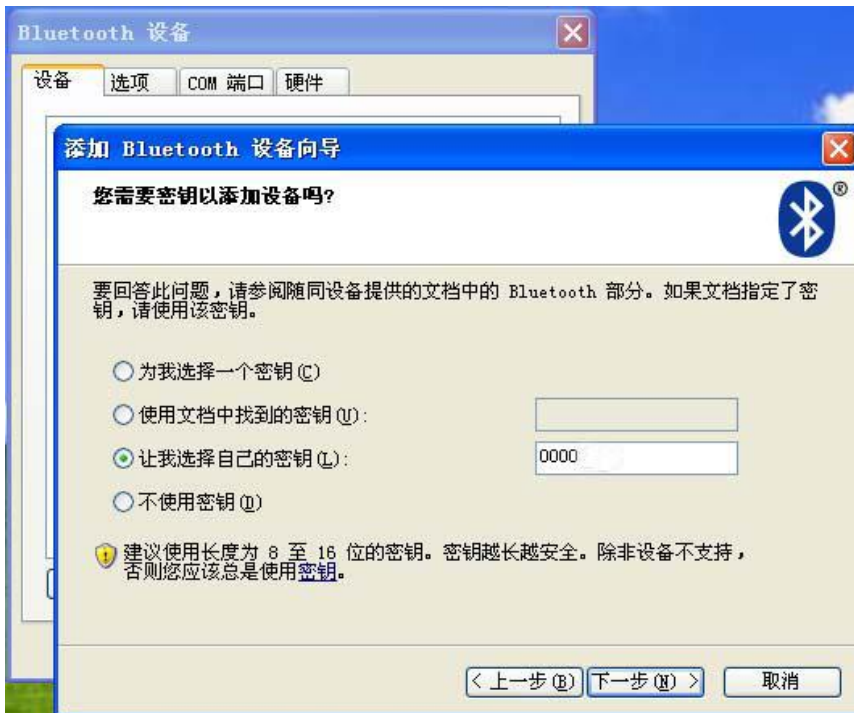 Bluetooth 设备
设备 选项 COM 端口 硬件
添加 Bluetooth 设备向导
您需要密钥以添加设备吗?
®
要回答此问题,请参阅随同设备提供的文档中的 Bluetooth 部分。如果文档指定了密
钥,请使用该密钥。
为我选择一个密钥(C)
使用文档中找到的密钥(U):
让我选择自己的密钥(L): 0000
不使用密钥(D)
建议使用长度为 8 至 16 位的密钥。密钥越长越安全。除非设备不支持,
否则您应该总是使用密钥。
< 上一步(B) 下一步(N) > 取消